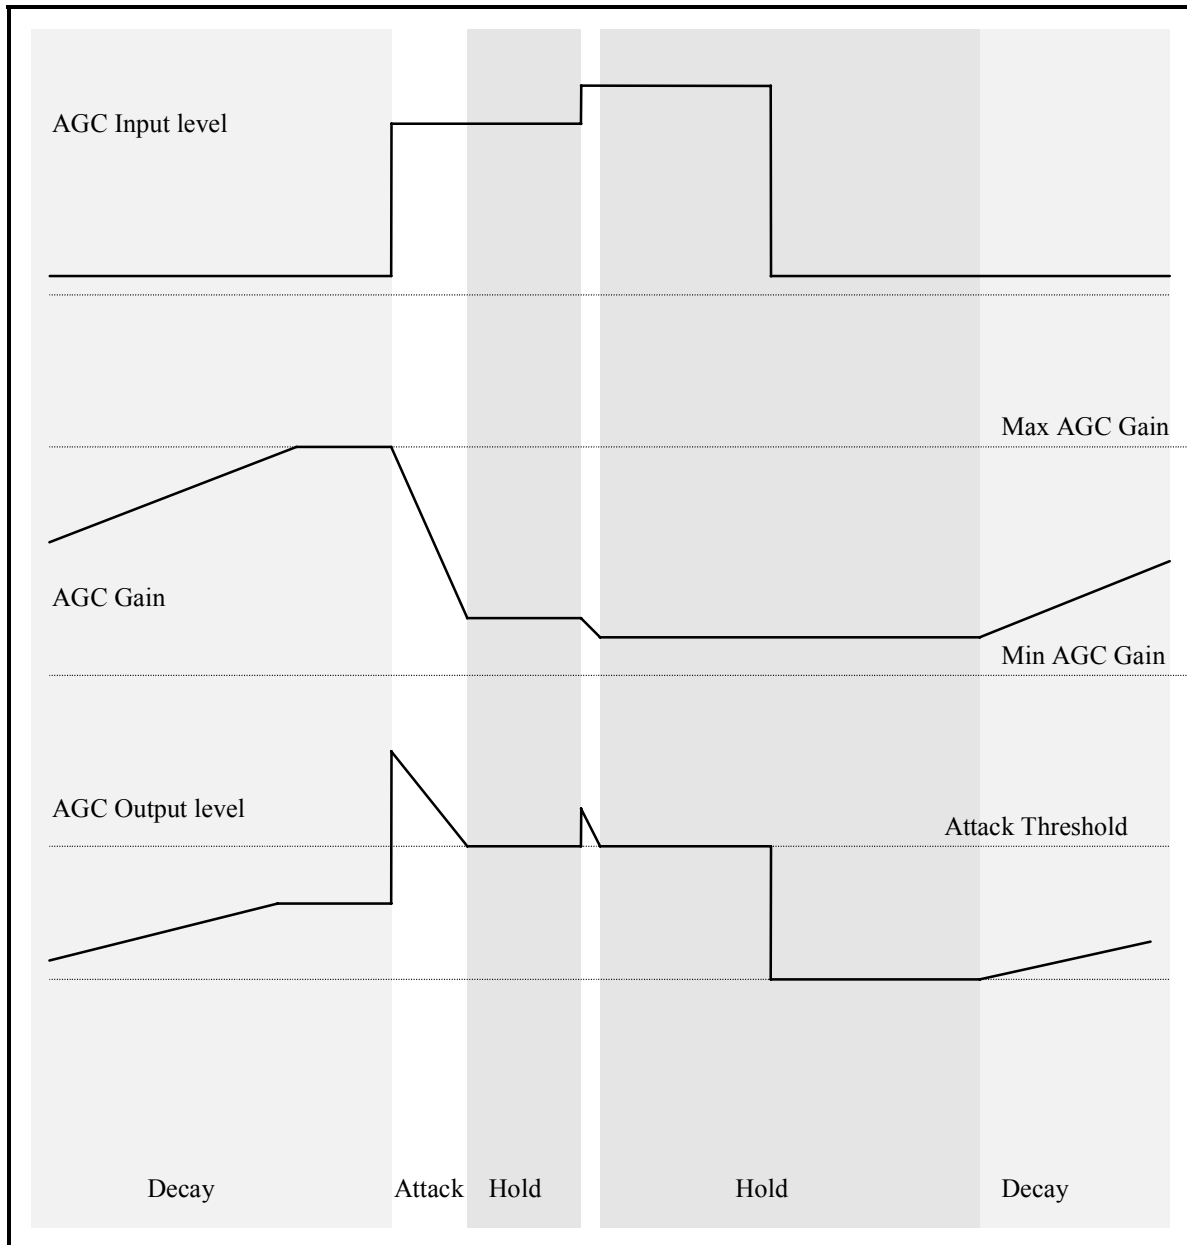 AGC Input level
Max AGC Gain
AGC Gain
Min AGC Gain
AGC Output level
Attack Threshold
Decay Attack Hold Hold Decay